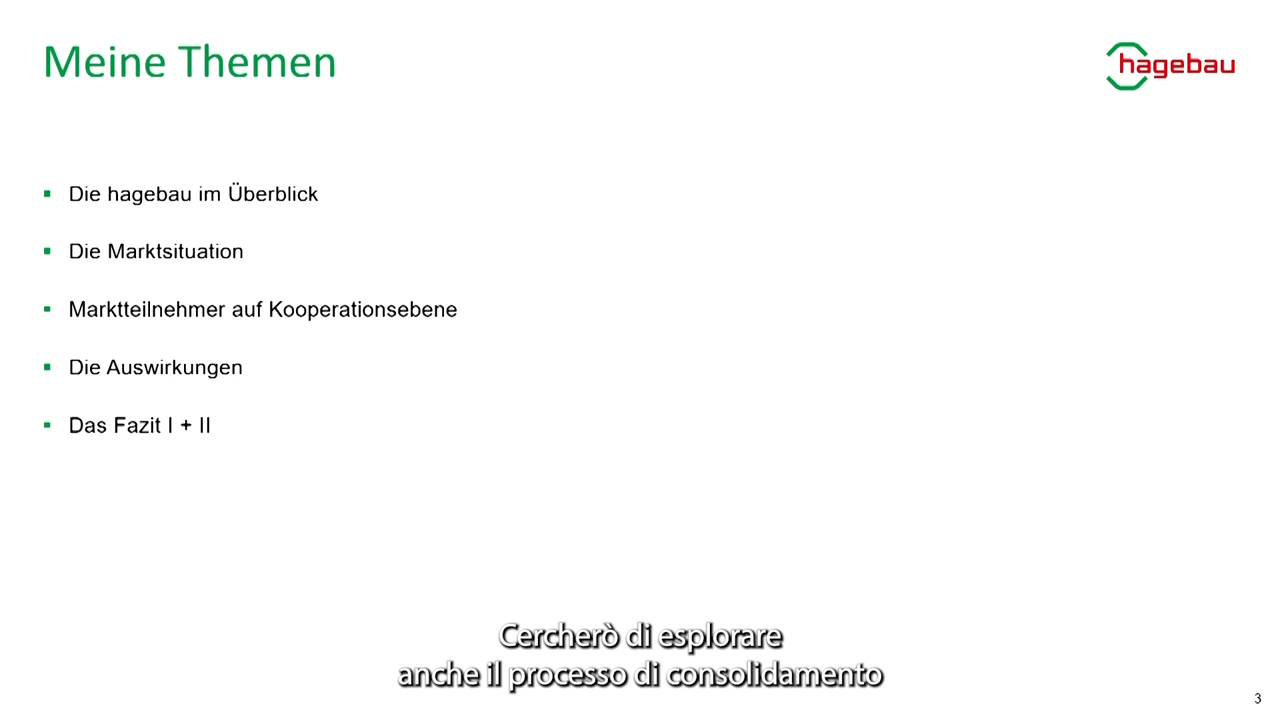 Meine Themen
hagebau
Die hagebau im Überblick
Die Marktsituation
Marktteilnehmer auf Kooperationsebene
Die Auswirkungen
Das Fazit I + II
Cercherò di esplorare
anche il processo di consolidamento
3